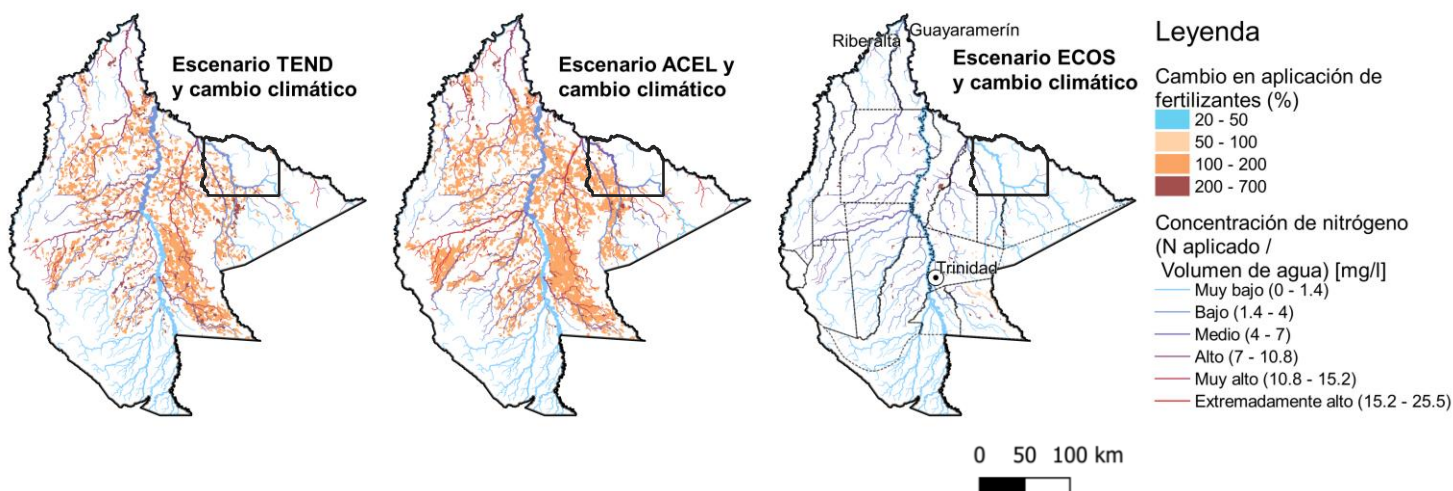 Escenario TEND
y cambio climático
Escenario ACEL y
cambio climático
Riberalta
Guayaramerín
Escenario ECOS
y cambio climático
Trinidad
Leyenda
Cambio en aplicación de
fertilizantes (%)
20 - 50
50 - 100
100 - 200
200 - 700
Concentración de nitrógeno
(N aplicado /
Volumen de agua) [mg/l]
Muy bajo (0 - 1.4)
Bajo (1.4 - 4)
Medio (4 - 7)
Alto (7 - 10.8)
Muy alto (10.8 - 15.2)
Extremadamente alto (15.2 - 25.5)
0 50 100 km